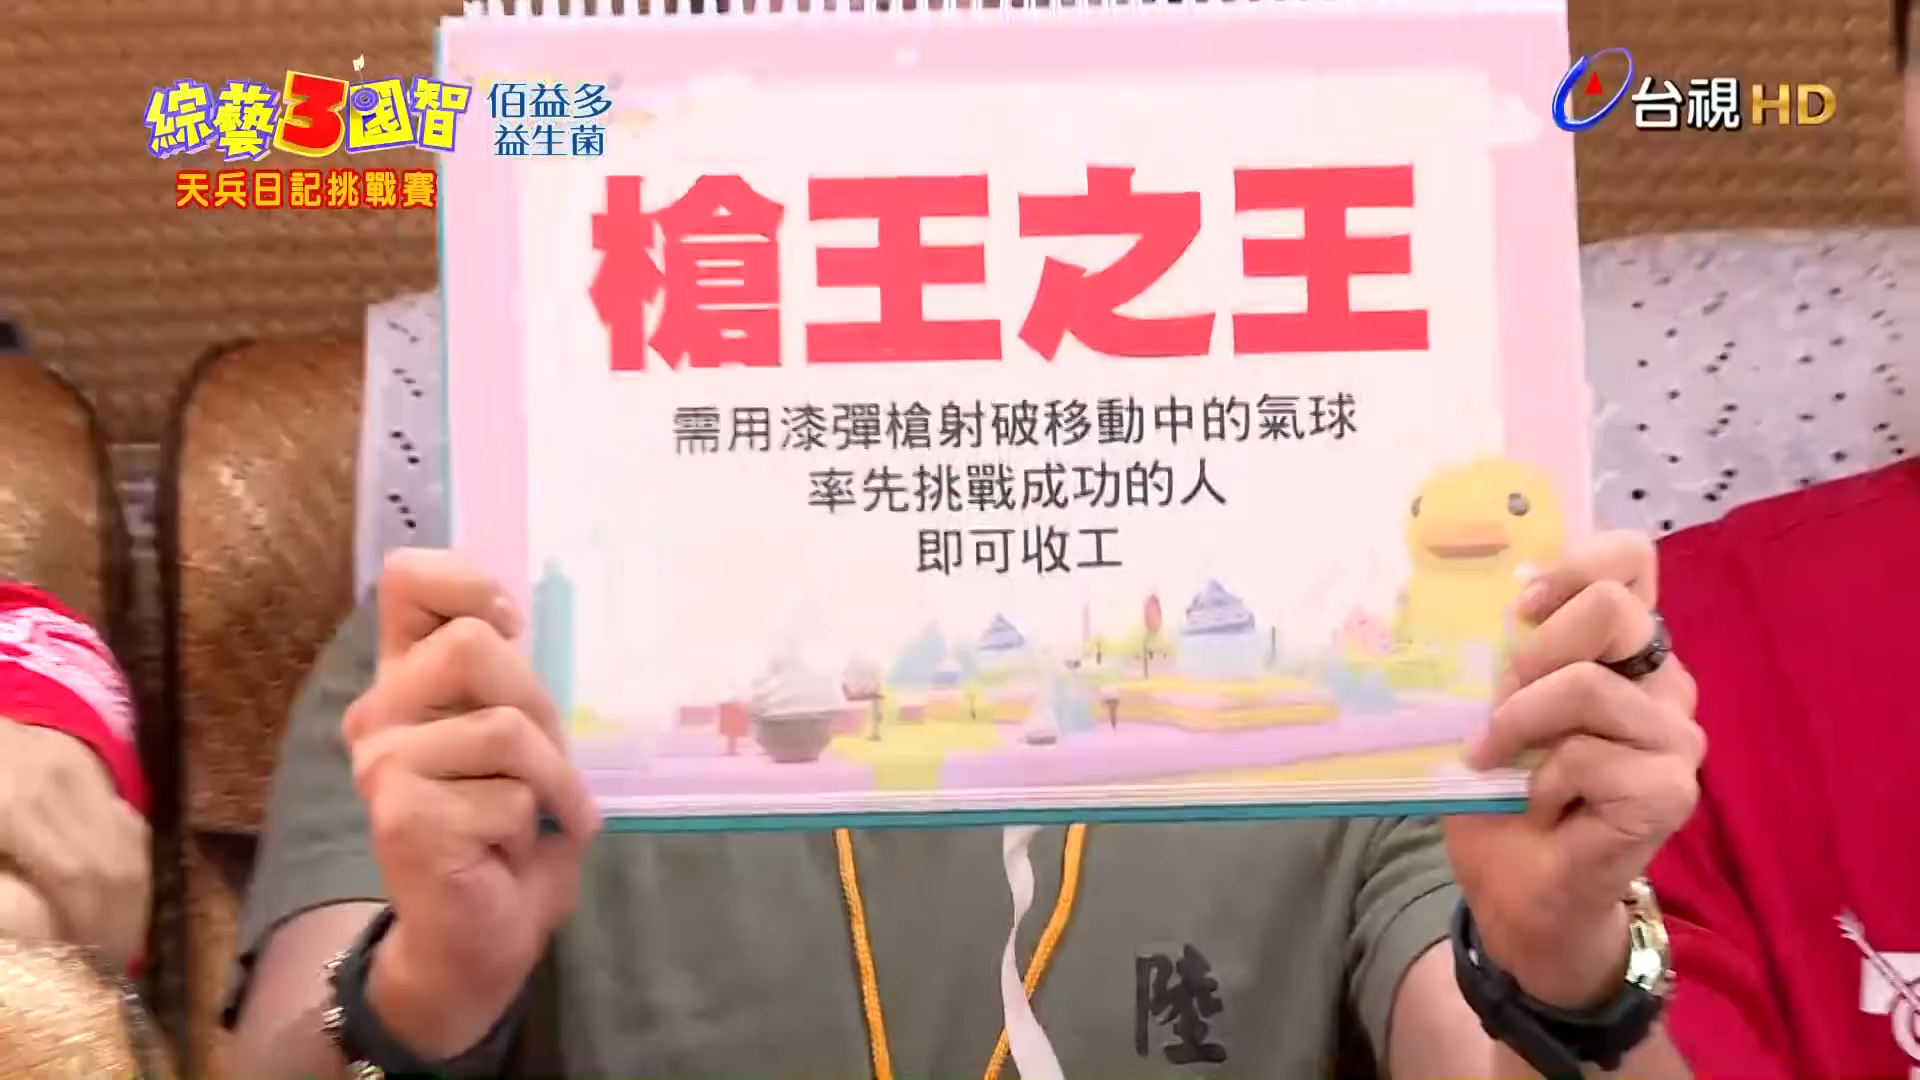 綜藝3國智
佰益多
益生菌
天兵日記挑戰賽
台視HD
槍王之王
需用漆彈槍射破移動中的氣球
率先挑戰成功的人
即可收工
陸